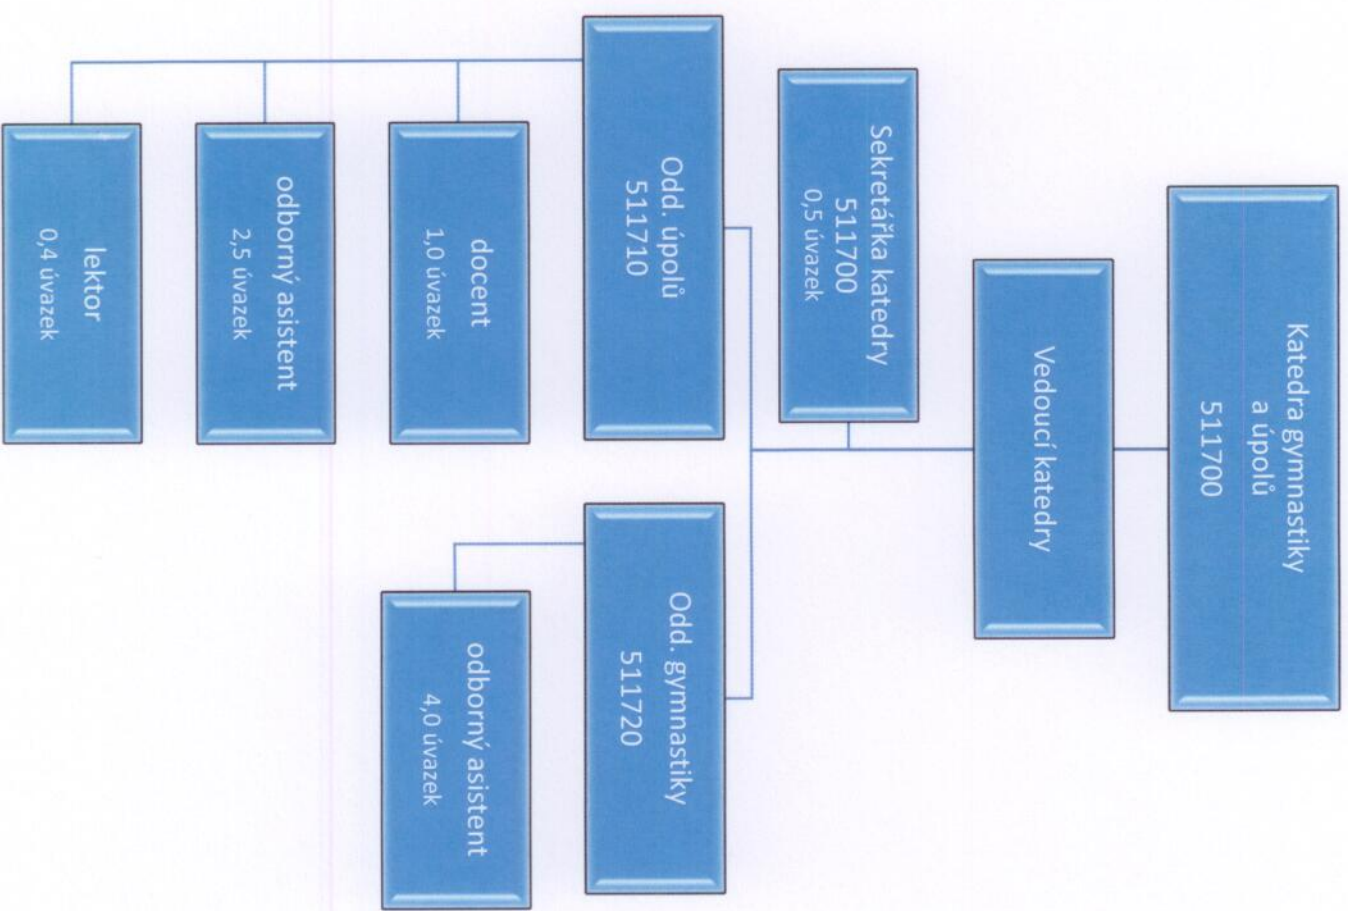 Katedra gymnastiky
a úpolů
511700
Vedoucí katedry
Sekretářka katedry
511700
0,5 úvazek
Odd. úpolů
511710
docent
1,0 úvazek
odborný asistent
2,5 úvazek
lektor
0,4 úvazek
Odd. gymnastiky
511720
odborný asistent
4,0 úvazek